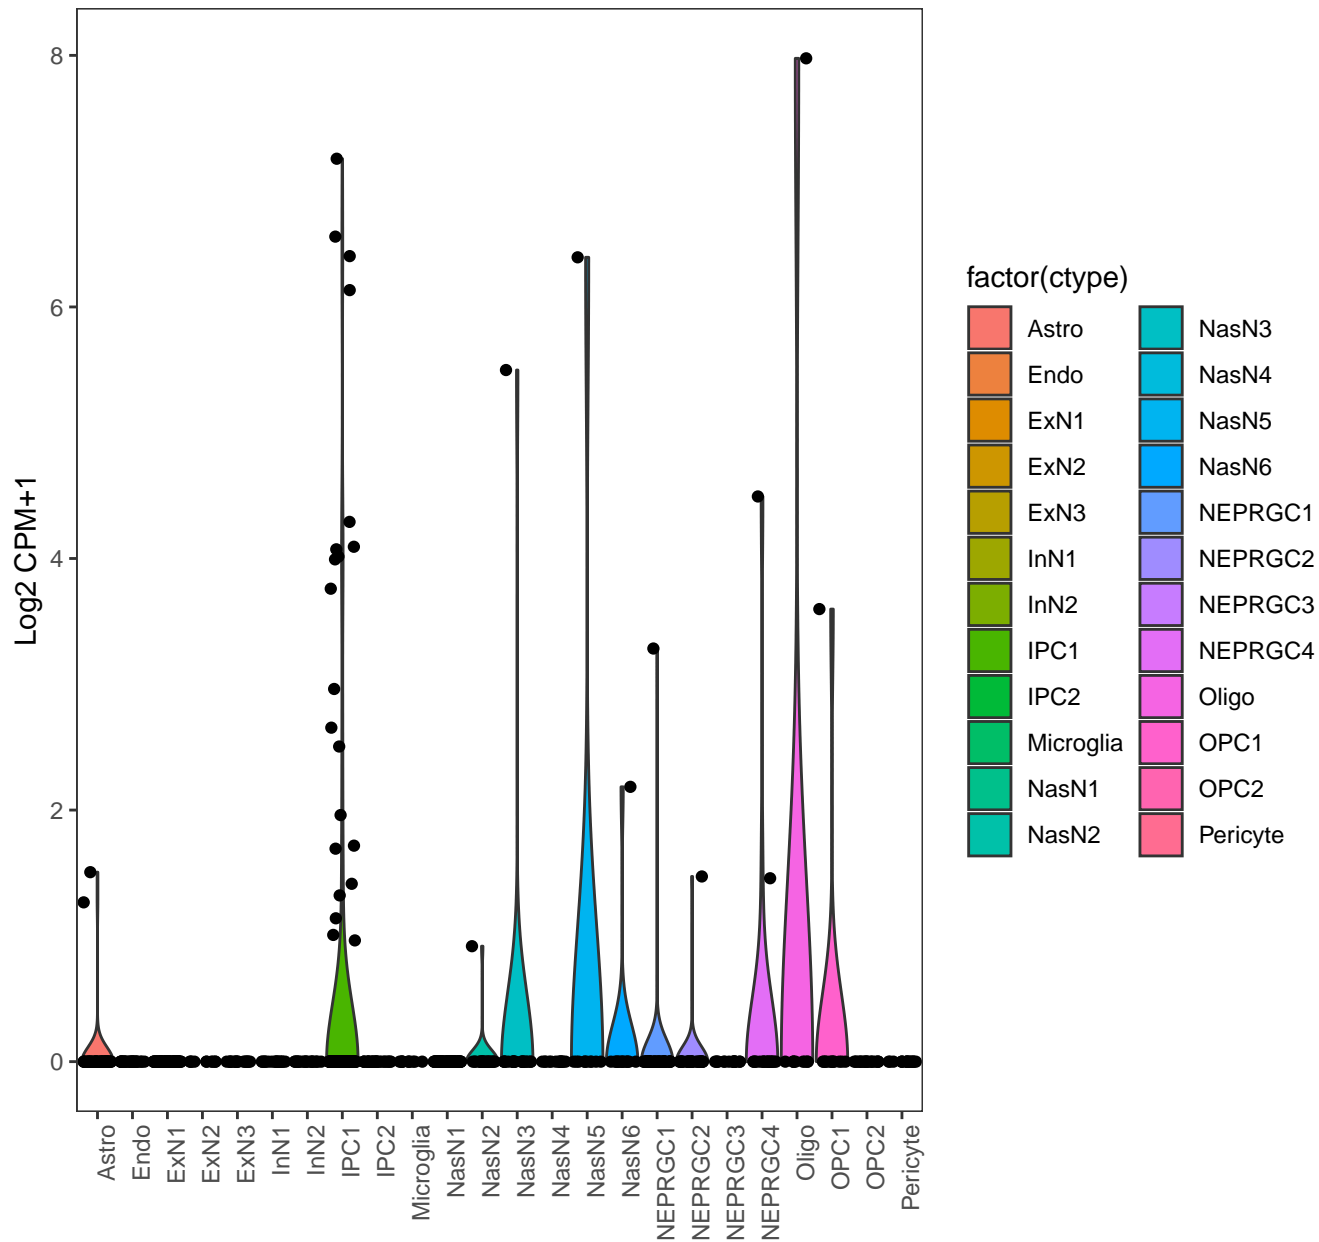 8
6
4
2
0
Log2 CPM+1
Astro
Endo
ExN1
ExN2
ExN3
InN1
InN2
IPC1
IPC2
Microglia
NasN1
NasN2
NasN3
NasN4
NasN5
NasN6
NEPRGC1
NEPRGC2
NEPRGC3
NEPRGC4
Oligo
OPC1
OPC2
Pericyte
factor(ctype)
Astro
Endo
ExN1
ExN2
ExN3
InN1
InN2
IPC1
IPC2
Microglia
NasN1
NasN2
NasN3
NasN4
NasN5
NasN6
NEPRGC1
NEPRGC2
NEPRGC3
NEPRGC4
Oligo
OPC1
OPC2
Pericyte